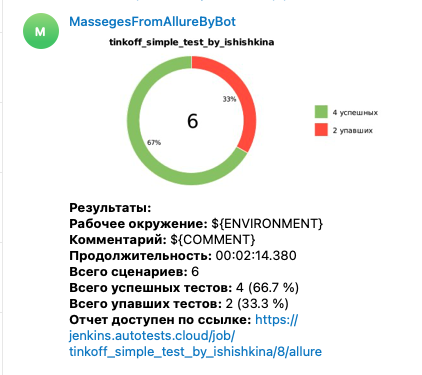 M
MassegesFromAllureByBot
tinkoff_simple_test_by_ishishkina
33%
6
67%
4 успешных
2 упавших
Результаты:
Рабочее окружение: ${ENVIRONMENT}
Комментарий: ${COMMENT}
Продолжительность: 00:02:14.380
Всего сценариев: 6
Всего успешных тестов: 4 (66.7 %)
Всего упавших тестов: 2 (33.3 %)
Отчет доступен по ссылке: https://
jenkins.autotests.cloud/job/
tinkoff_simple_test_by_ishishkina/8/allure